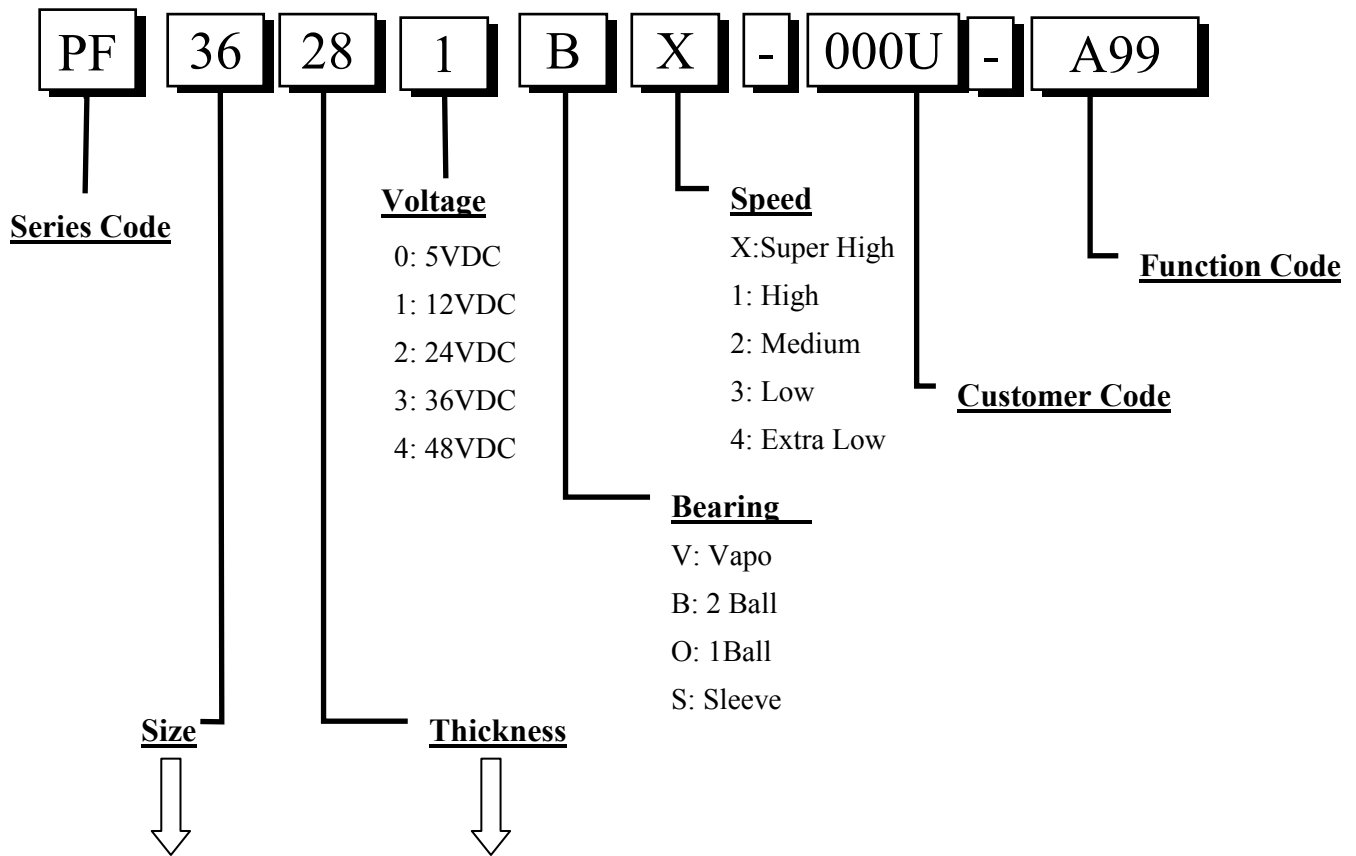 PF 36 28 1 B X - 000U - A99
Series Code
Voltage
0: 5VDC
1: 12VDC
2: 24VDC
3: 36VDC
4: 48VDC
Speed
X:Super High
1: High
2: Medium
3: Low
4: Extra Low
Function Code
Customer Code
Bearing
V: Vapo
B: 2 Ball
O: 1Ball
S: Sleeve
Size
Thickness